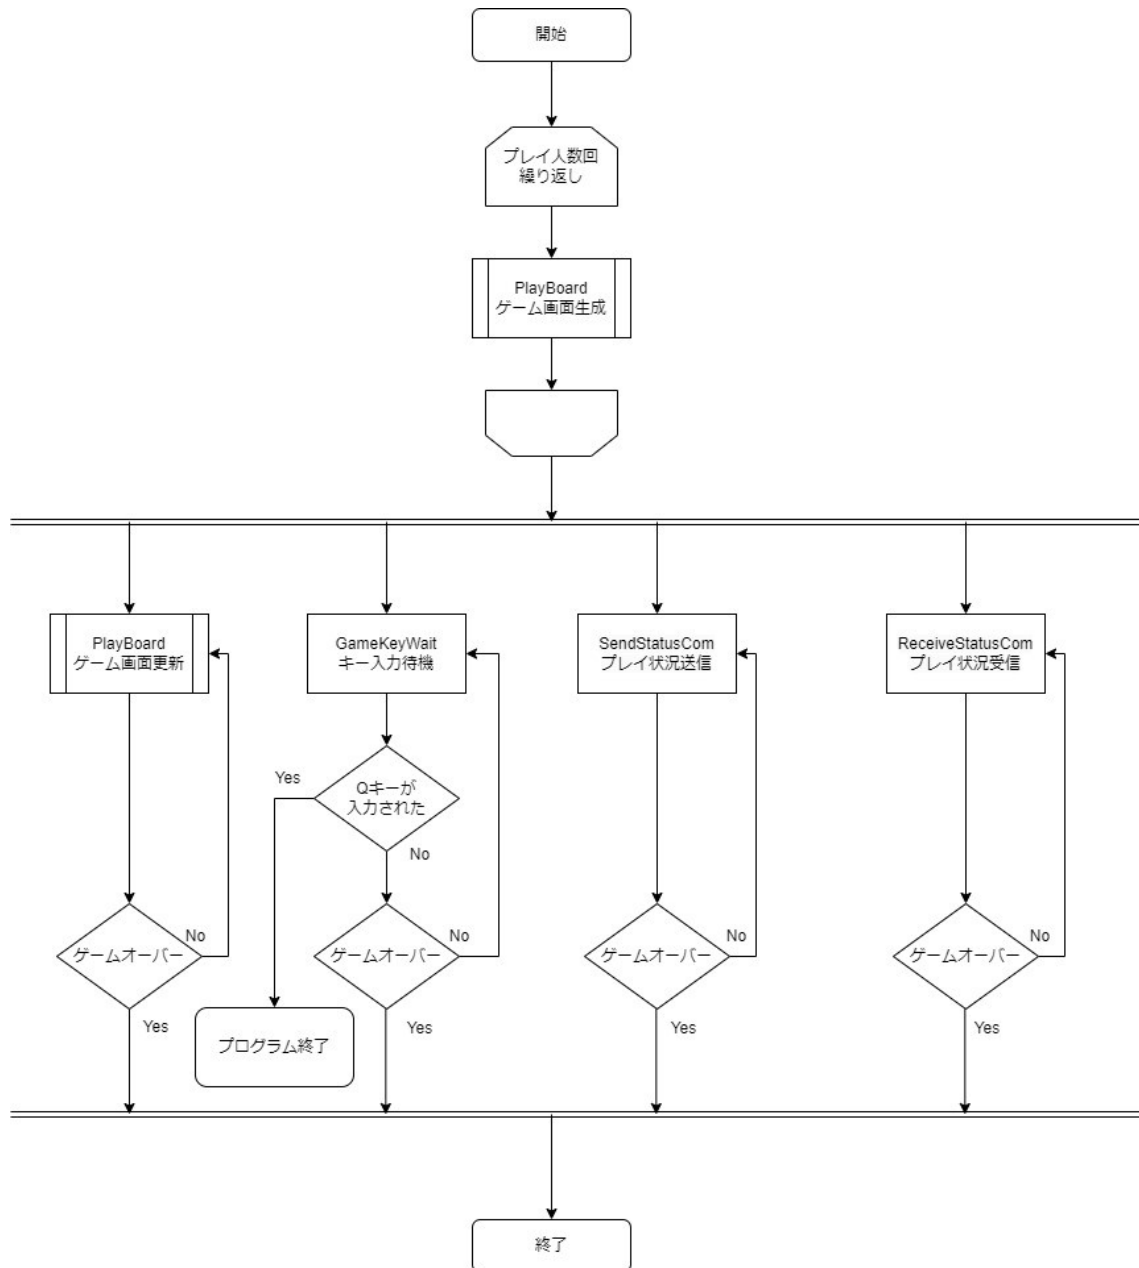 開始
プレイ人数回
繰り返し
PlayBoard
ゲーム画面生成
PlayBoard
ゲーム画面更新
GameKeyWait
キー入力待機
SendStatusCom
プレイ状況送信
ReceiveStatusCom
プレイ状況受信
Yes
Qキーが
入力された
No
ゲームオーバー
No
ゲームオーバー
No
ゲームオーバー
No
ゲームオーバー
No
Yes
プログラム終了
Yes
Yes
Yes
終了